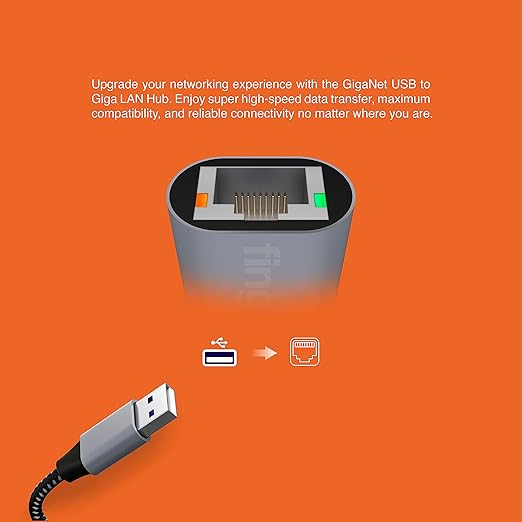 Upgrade your networking experience with the GigaNet USB to
Giga LAN Hub. Enjoy super high-speed data transfer, maximum
compatibility, and reliable connectivity no matter where you are.